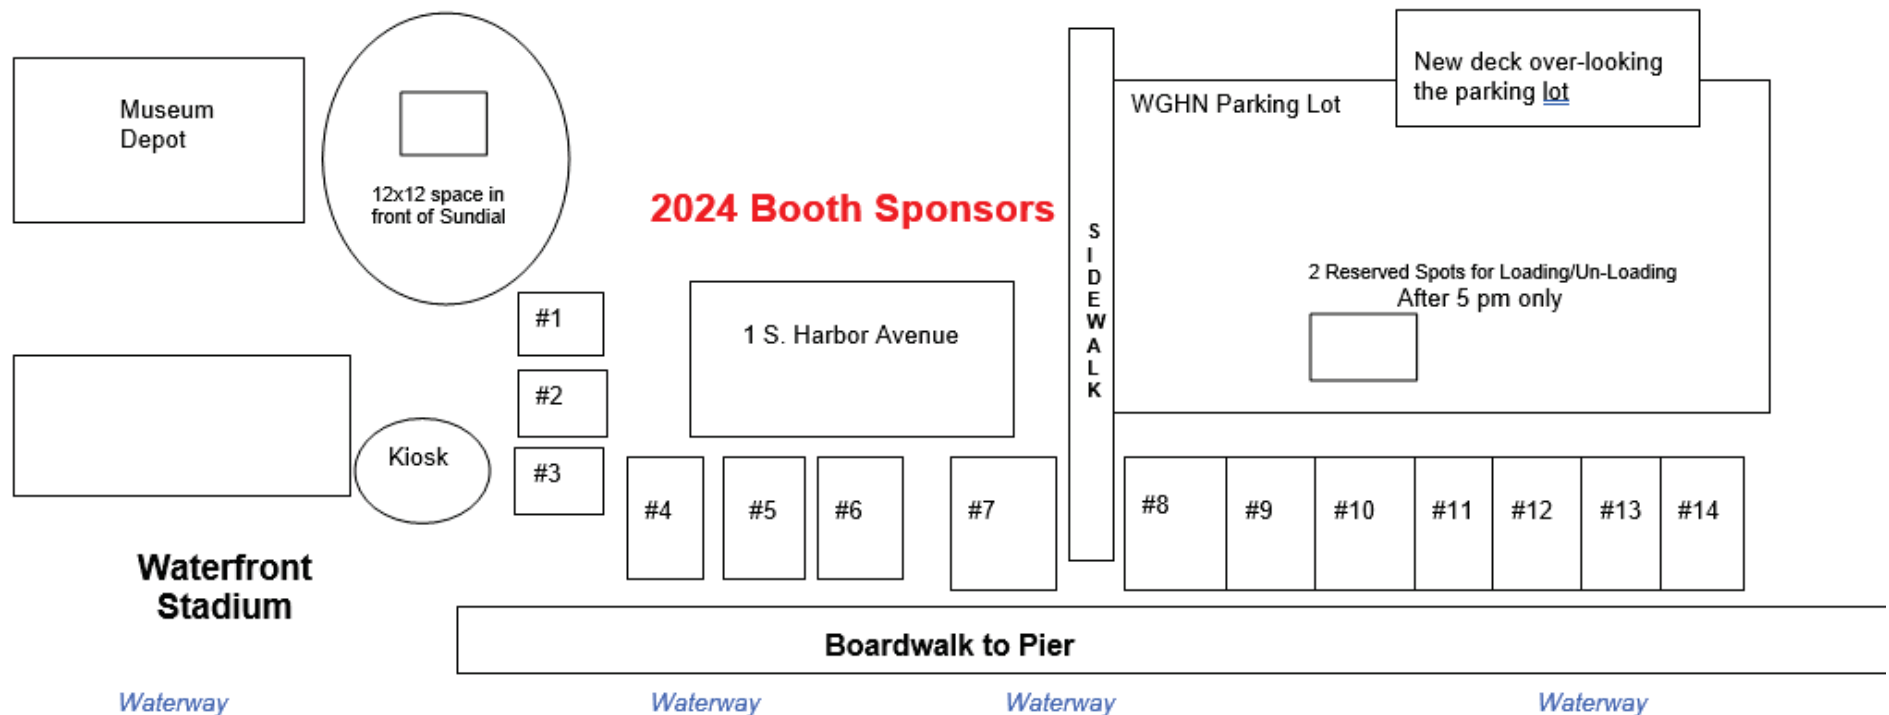 Museum
Depot
12x12 space in
front of Sundial
2024 Booth Sponsors
SIDEWALK
WGHN Parking Lot
New deck over-looking
the parking lot
2 Reserved Spots for Loading/Un-Loading
After 5 pm only
#1
#2
#3
1 S. Harbor Avenue
Kiosk
#4
#5
#6
#7
#8
#9
#10
#11
#12
#13
#14
Waterfront
Stadium
Boardwalk to Pier
Waterway
Waterway
Waterway
Waterway